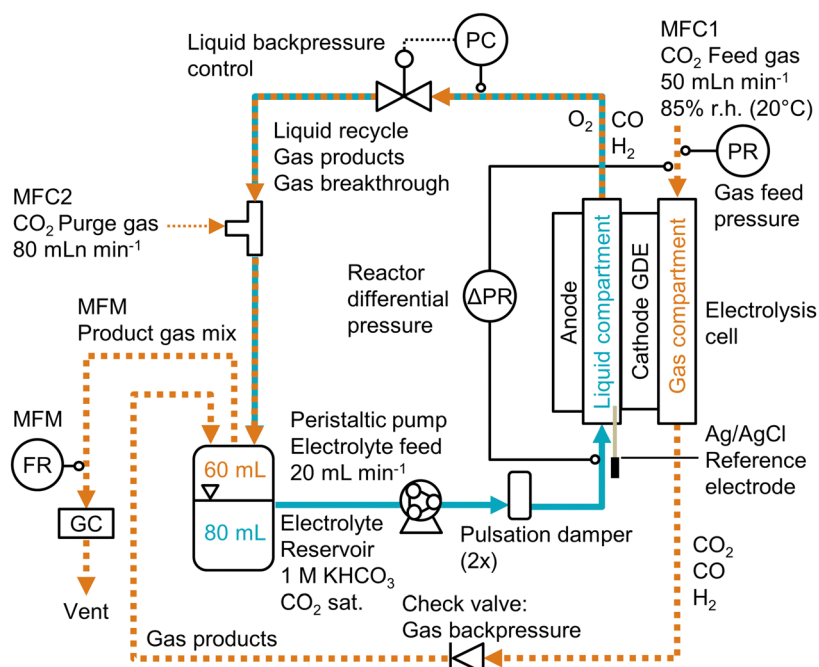 Liquid backpressure
control
PC
MFC1
CO₂ Feed gas
50 mLn min⁻¹
85% r.h. (20°C)
O₂
CO
H₂
PR
Gas feed
pressure
Liquid recycle
Gas products
Gas breakthrough
MFC2
CO₂ Purge gas
80 mLn min⁻¹
Reactor
differential
pressure
ΔPR
Anode
Liquid compartment
Cathode GDE
Gas compartment
Electrolysis
cell
MFM
Product gas mix
MFM
FR
GC
Vent
60 mL
80 mL
Peristaltic pump
Electrolyte feed
20 mL min⁻¹
Electrolyte
Reservoir
1 M KHCO₃
CO₂ sat.
Pulsation damper
(2x)
Ag/AgCl
Reference
electrode
CO₂
CO
H₂
Check valve:
Gas backpressure
Gas products